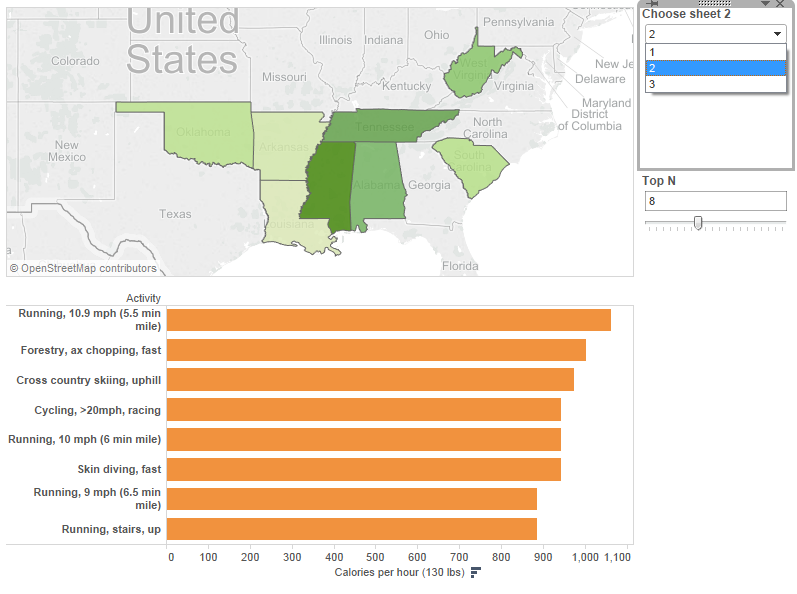 United
States
Pennsylvania
Illinois
Indiana
Ohio
Colorado
Missouri
West
Virginia
New Je
Delaware
Kentucky
Virginia
Maryland
District
of Columbia
Oklahoma
Arkansas
Tennessee
North
Carolina
New
Mexico
South
Carolina
Alabama
Georgia
Texas
Louisiana
Florida
© OpenStreetMap contributors
Choose sheet 2
2
1
2
3
Top N
8
Activity
Running, 10.9 mph (5.5 min
mile)
Forestry, ax chopping, fast
Cross country skiing, uphill
Cycling, >20mph, racing
Running, 10 mph (6 min mile)
Skin diving, fast
Running, 9 mph (6.5 min
mile)
Running, stairs, up
0 100 200 300 400 500 600 700 800 900 1,000 1,100
Calories per hour (130 lbs)